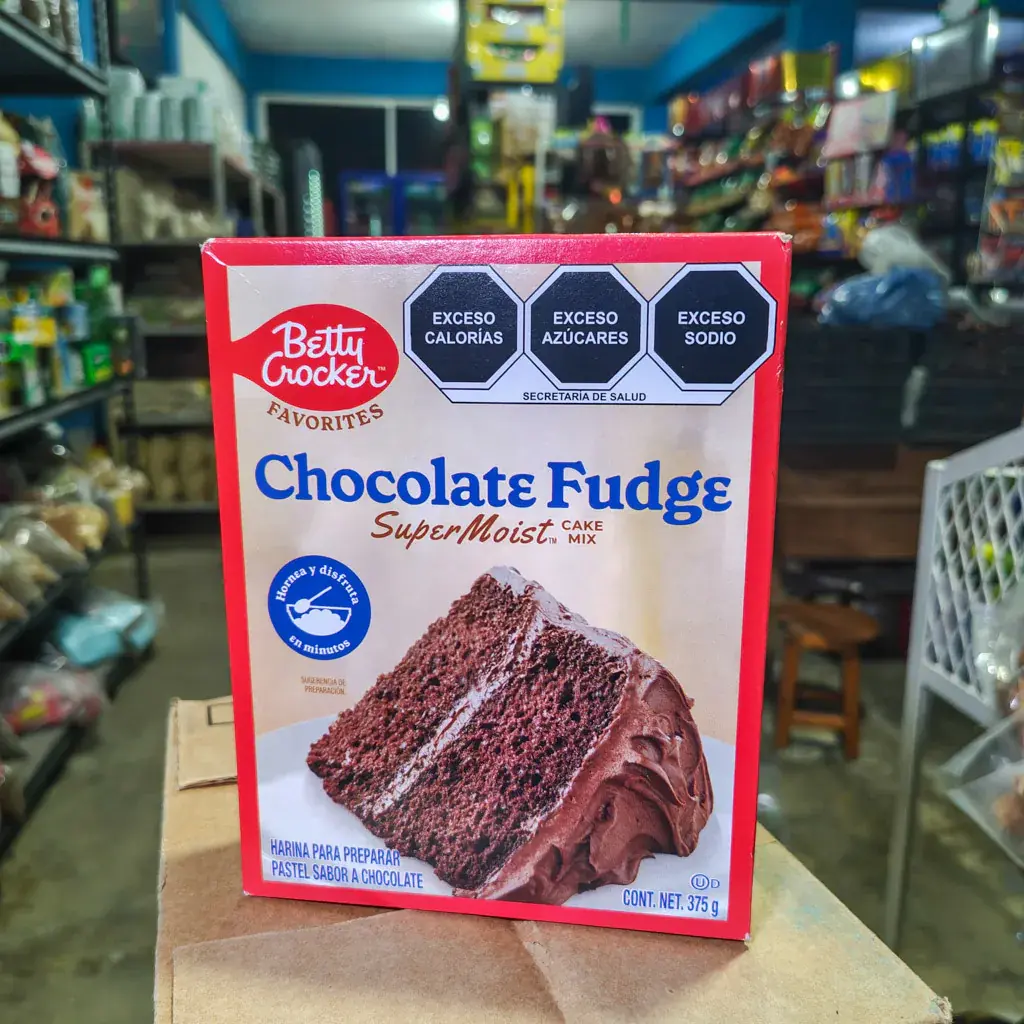 Betty
Crocker™
FAVORITES
EXCESO
CALORÍAS
EXCESO
AZÚCARES
EXCESO
SODIO
SECRETARÍA DE SALUD
Chocolate Fudge
SuperMoist™ CAKE
MIX
Hornea y disfruta
en minutos
SUGERENCIA DE
PREPARACIÓN.
HARINA PARA PREPARAR
PASTEL SABOR A CHOCOLATE
U D
CONT. NET. 375 g